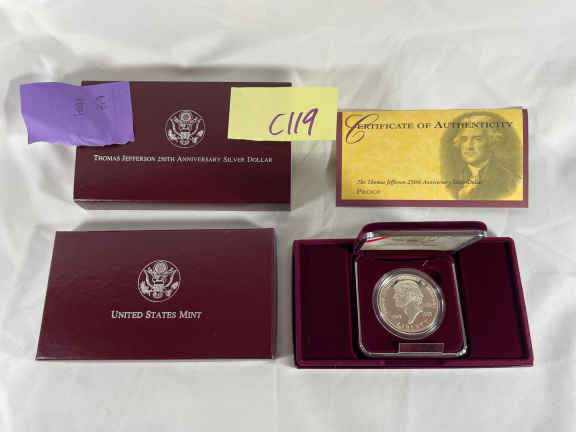 C119
THOMAS JEFFERSON 250TH ANNIVERSARY SILVER DOLLAR
CERTIFICATE OF AUTHENTICITY
The Thomas Jefferson 250th Anniversary Silver Dollar
PROOF
UNITED STATES MINT
LIBERTY